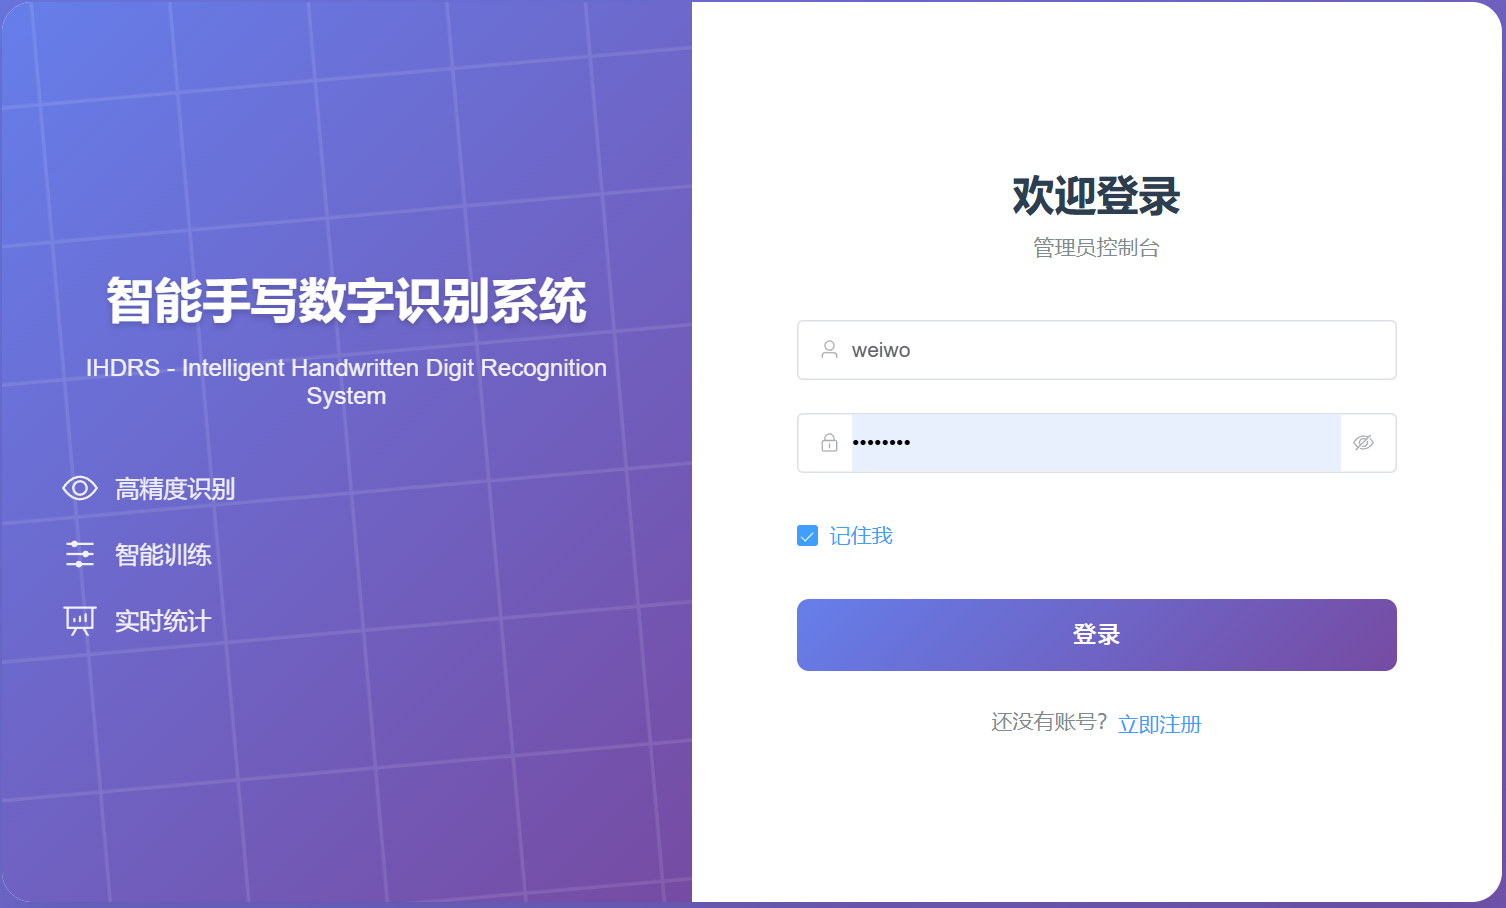 智能手写数字识别系统
IHDRS - Intelligent Handwritten Digit Recognition
System
高精度识别
智能训练
实时统计
欢迎登录
管理员控制台
weiwo
••••••••
记住我
登录
还没有账号? 立即注册